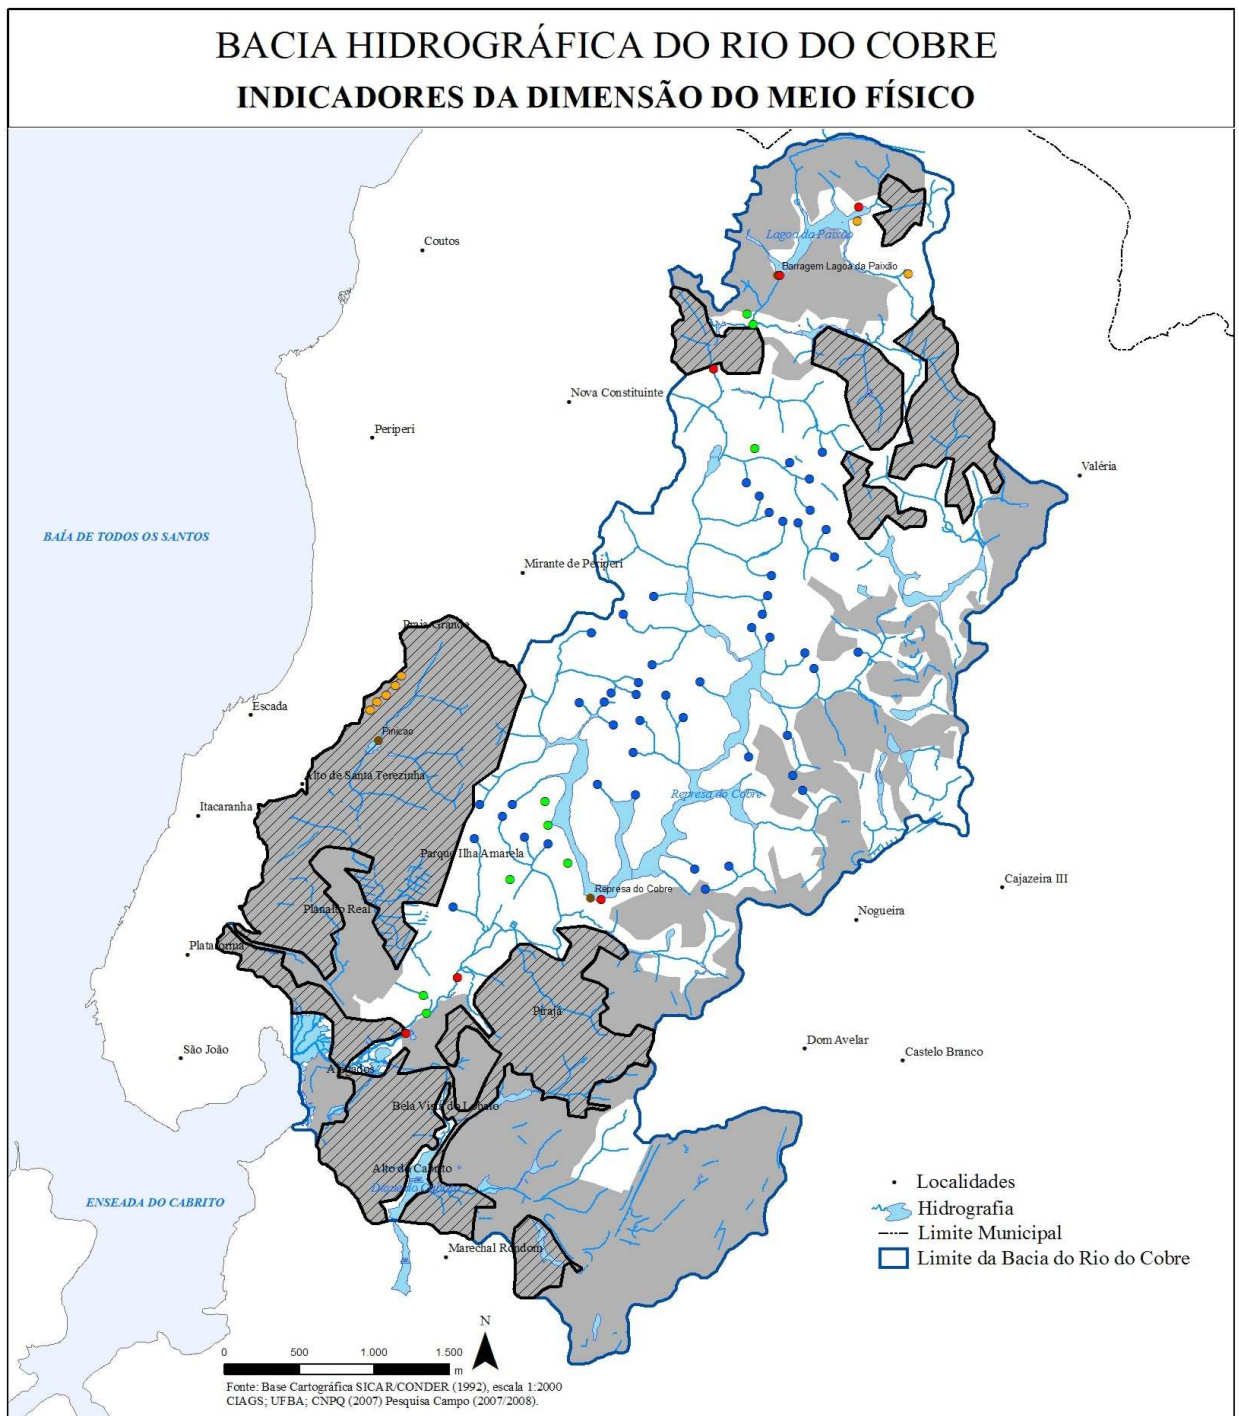 BACIA HIDROGRÁFICA DO RIO DO COBRE
INDICADORES DA DIMENSÃO DO MEIO FÍSICO
Lagoa da Paixão
Coutos
Barragem Lagoa da Paixão
Nova Constituinte
Periperi
Valéria
BAÍA DE TODOS OS SANTOS
Mirante de Periperi
Praia Grande
Escada
Pinicão
Alto de Santa Terezinha
Represa do Cobre
Itacaranha
Parque Ilha Amarela
Cajazeira III
Represa do Cobre
Planalto Real
Nogueira
Plataforma
Pirajá
Dom Avelar
São João
Castelo Branco
Alagados
Bela Vista do Lobato
Alto do Cabrito
ENSEADA DO CABRITO
Marechal Rondom
Localidades
Hidrografia
Limite Municipal
Limite da Bacia do Rio do Cobre
N
0 500 1.000 1.500
m
Fonte: Base Cartográfica SICAR/CONDER (1992), escala 1:2000
CIAGS; UFBA; CNPQ (2007) Pesquisa Campo (2007/2008).